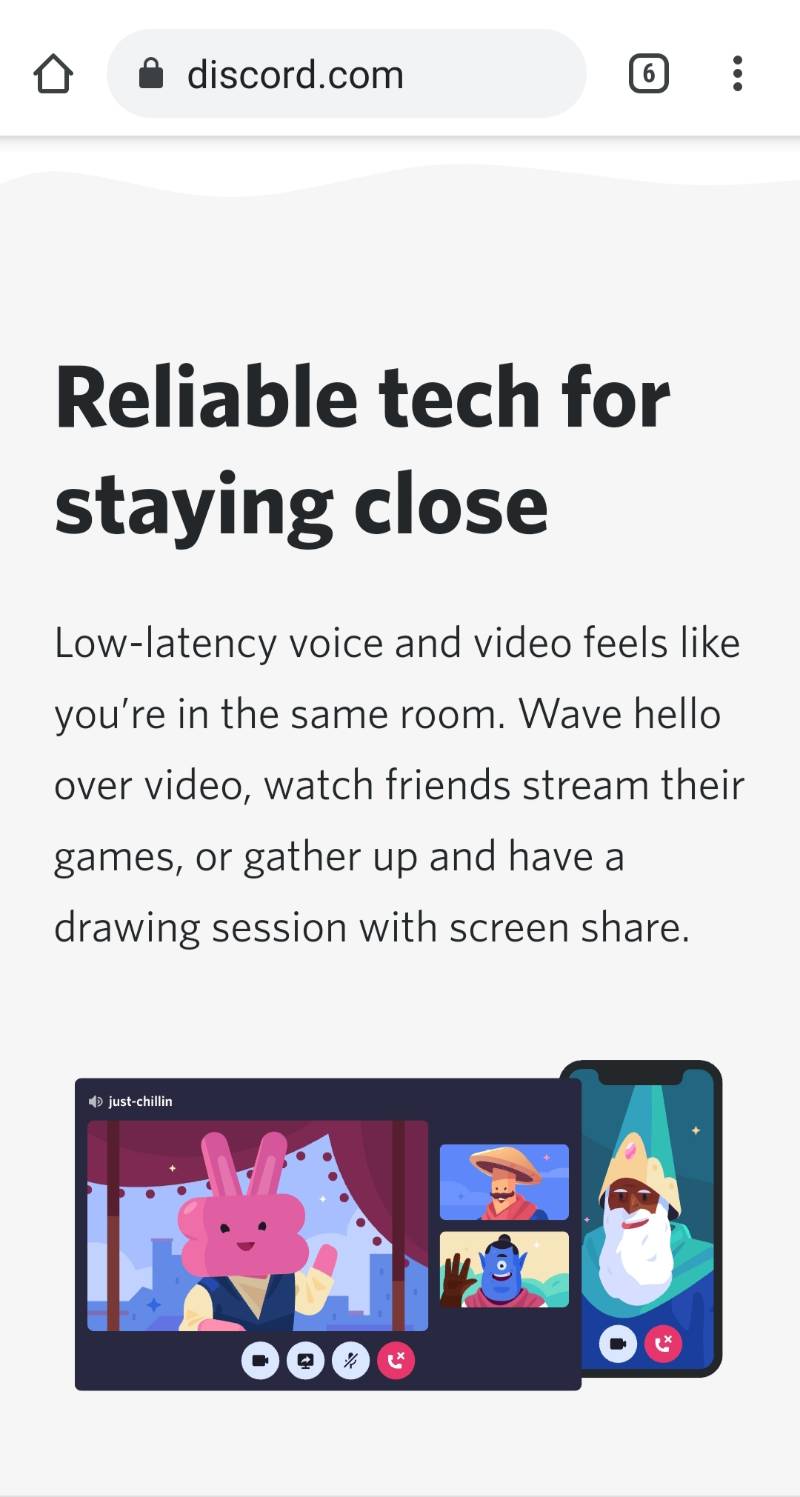 discord.com
6
Reliable tech for
staying close
Low-latency voice and video feels like
you’re in the same room. Wave hello
over video, watch friends stream their
games, or gather up and have a
drawing session with screen share.
just-chillin